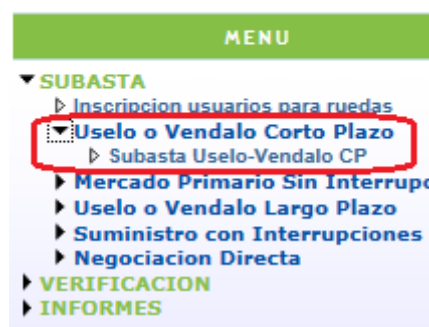 MENU
SUBASTA
Inscripcion usuarios para ruedas
Uselo o Vendalo Corto Plazo
Subasta Uselo-Vendalo CP
Mercado Primario Sin Interrupc
Uselo o Vendalo Largo Plazo
Suministro con Interrupciones
Negociacion Directa
VERIFICACION
INFORMES